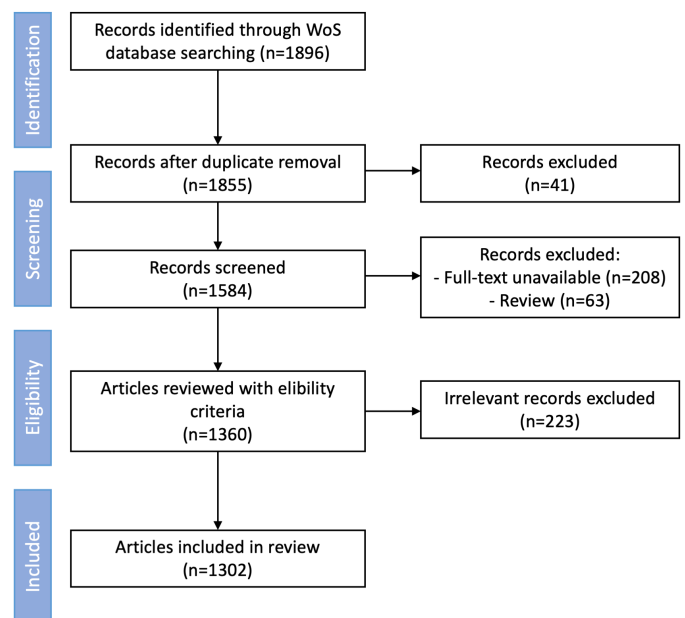 Identification
Records identified through WoS
database searching (n=1896)
Records after duplicate removal
(n=1855)
Records excluded
(n=41)
Screening
Records screened
(n=1584)
Records excluded:
- Full-text unavailable (n=208)
- Review (n=63)
Eligibility
Articles reviewed with elibility
criteria
(n=1360)
Irrelevant records excluded
(n=223)
Included
Articles included in review
(n=1302)